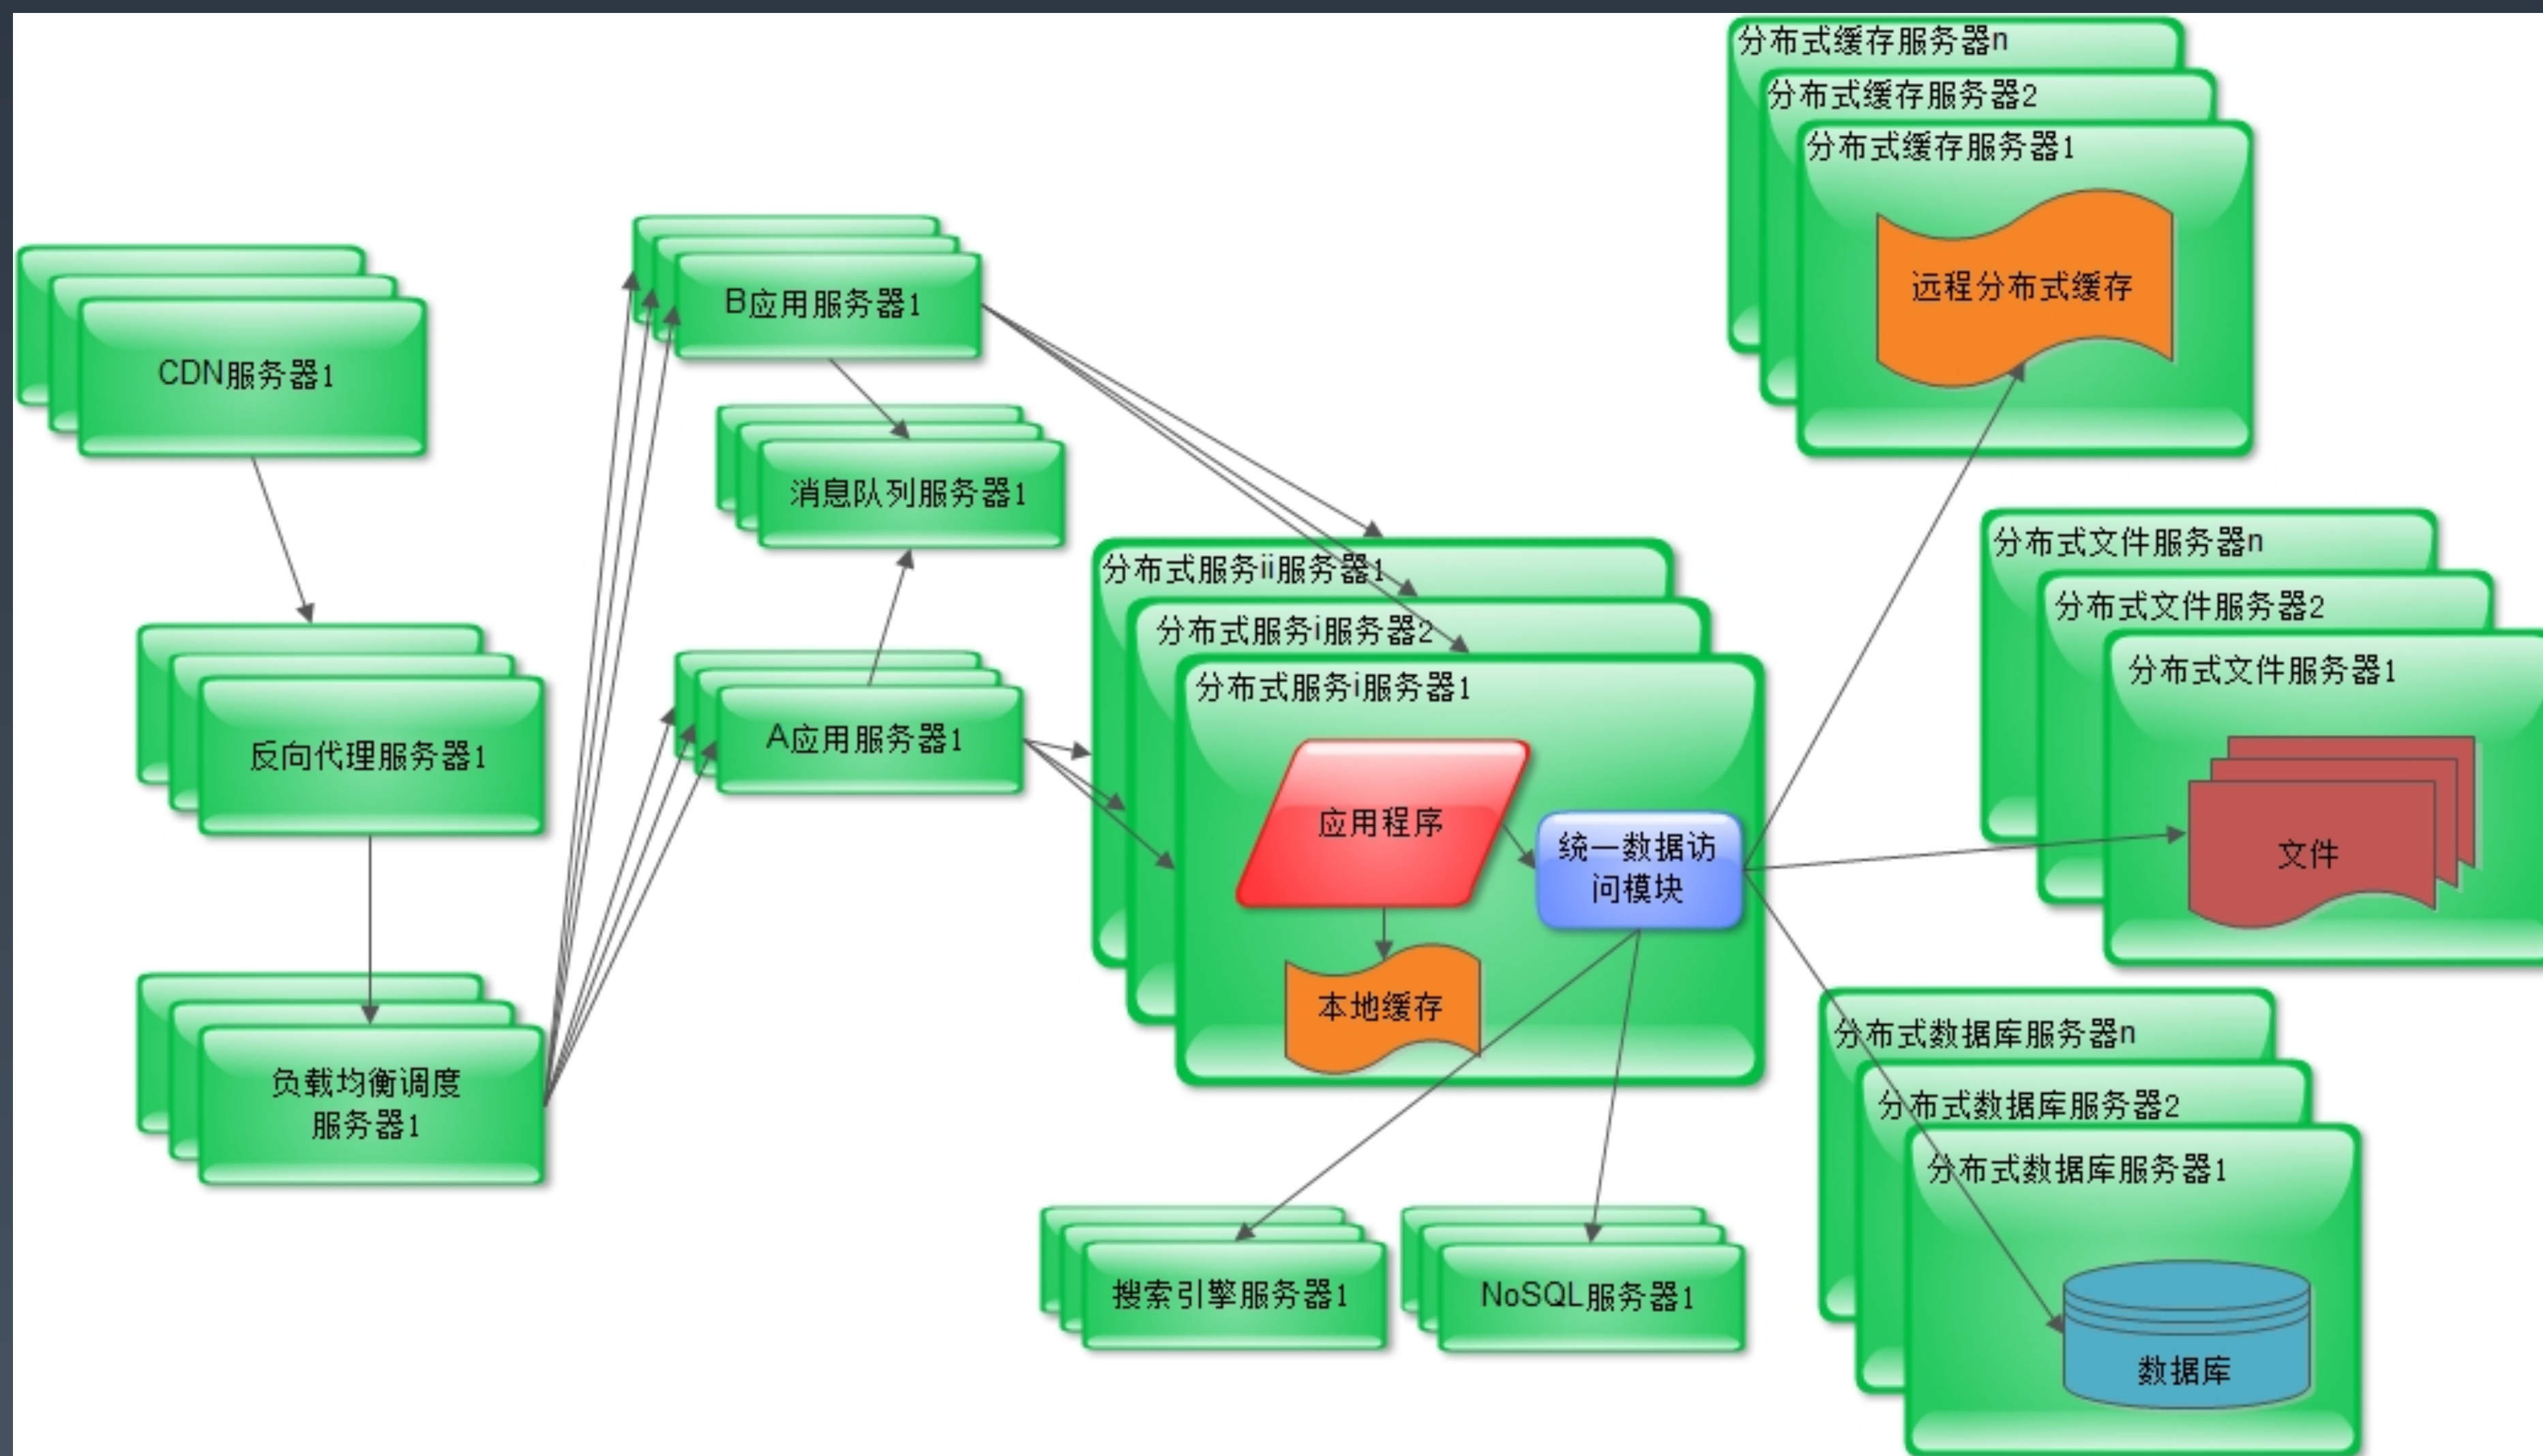 分布式缓存服务器n
分布式缓存服务器2
分布式缓存服务器1
远程分布式缓存
B应用服务器1
CDN服务器1
消息队列服务器1
分布式服务ii服务器1
分布式服务i服务器2
分布式服务i服务器1
分布式文件服务器n
分布式文件服务器2
分布式文件服务器1
文件
反向代理服务器1
A应用服务器1
应用程序
统一数据访
问模块
本地缓存
负载均衡调度
服务器1
分布式数据库服务器n
分布式数据库服务器2
分布式数据库服务器1
数据库
搜索引擎服务器1
NoSQL服务器1